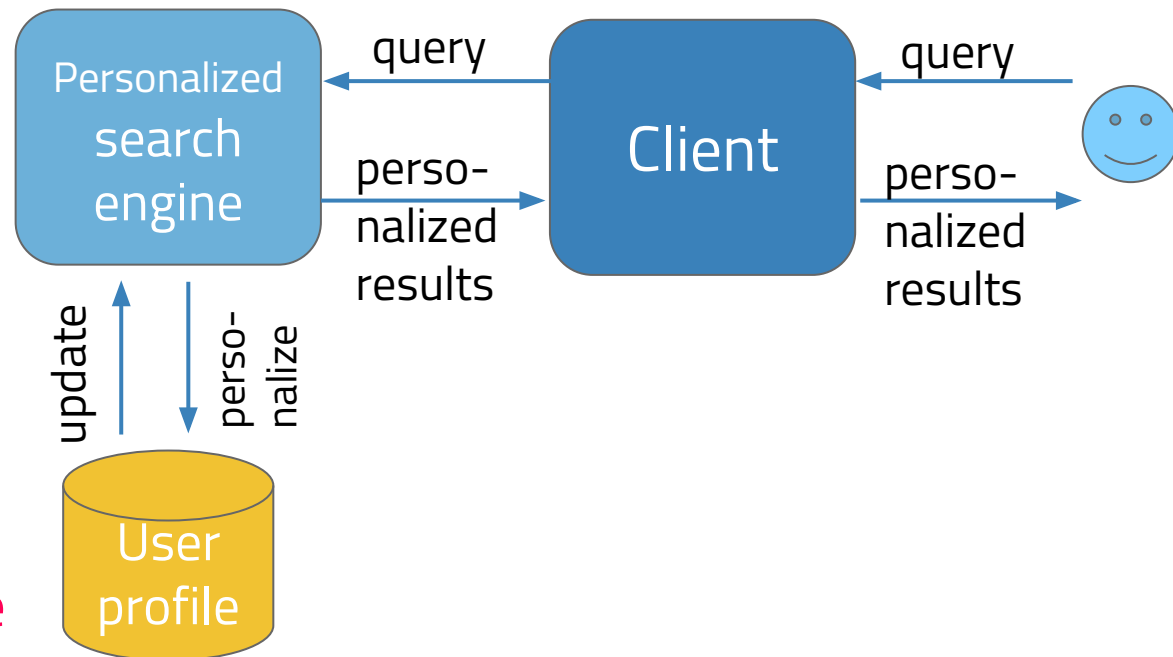 Personalized
search
engine
query
perso-
nalized
results
Client
query
perso-
nalized
results
update
perso-
nalize
User
profile
e